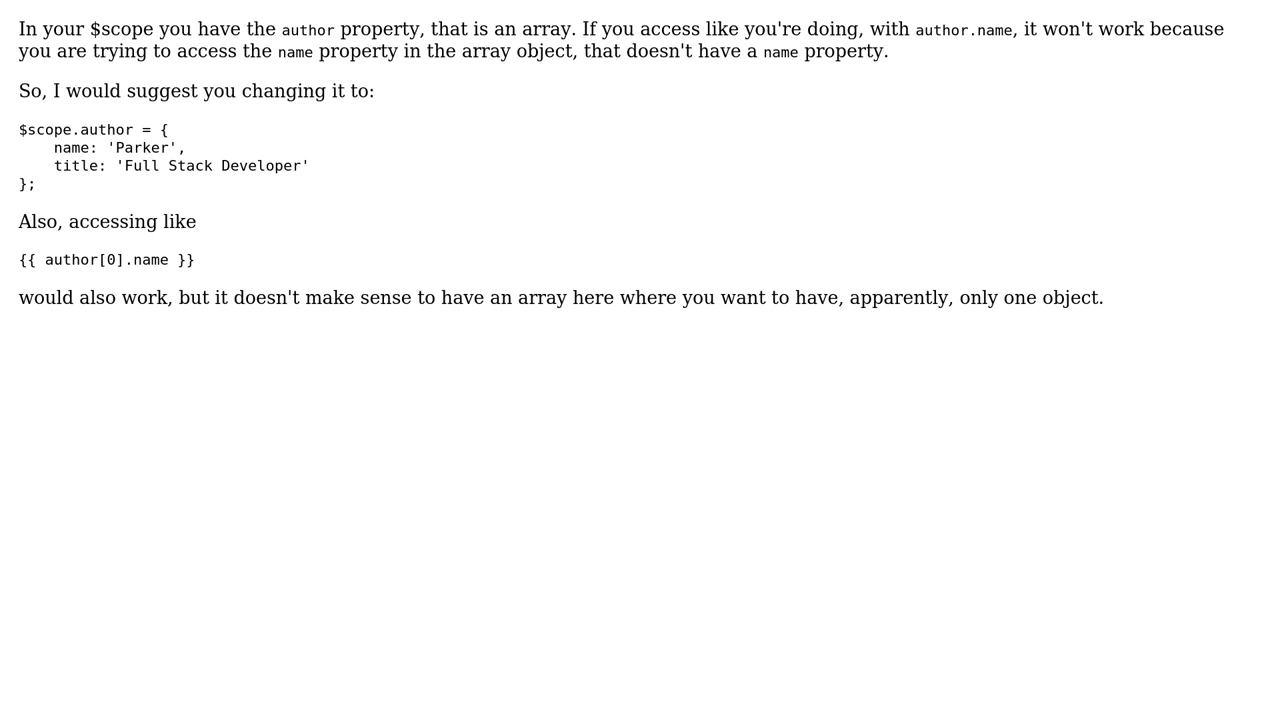 In your $scope you have the author property, that is an array. If you access like you're doing, with author.name, it won't work because
you are trying to access the name property in the array object, that doesn't have a name property.
So, I would suggest you changing it to:
$scope.author = {
    name: 'Parker',
    title: 'Full Stack Developer'
};
Also, accessing like
{{ author[0].name }}
would also work, but it doesn't make sense to have an array here where you want to have, apparently, only one object.